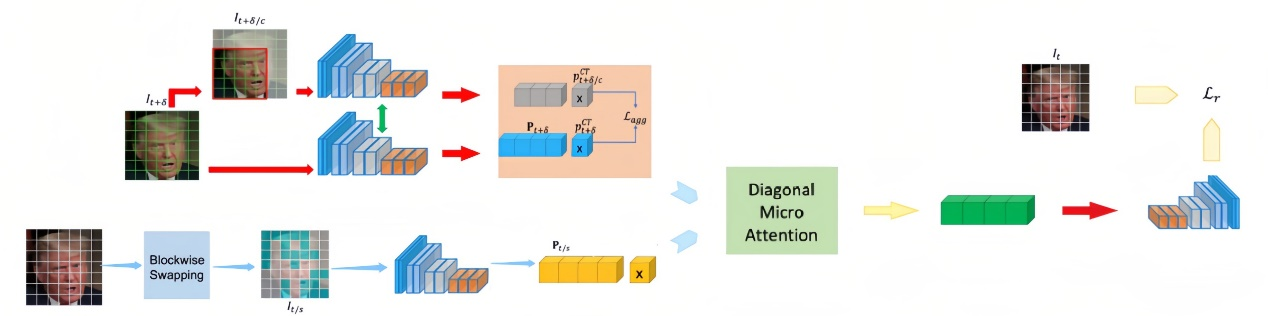 I_{t+δ/c}
I_{t+δ}
p^{CT}_{t+δ/c}
X
P_{t+δ}
p^{CT}_{t+δ}
X
ℒ_{agg}
I_t
ℒ_r
Diagonal
Micro
Attention
Blockwise
Swapping
I_{t/s}
P_{t/s}
X